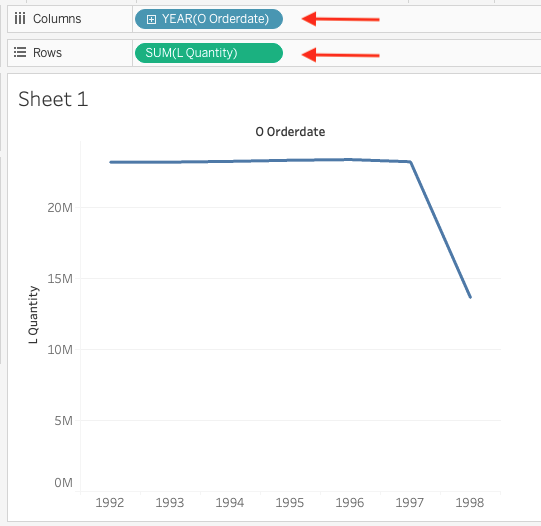 Columns
YEAR(O Orderdate)
Rows
SUM(L Quantity)
Sheet 1
O Orderdate
20M
15M
10M
5M
0M
L Quantity
1992 1993 1994 1995 1996 1997 1998